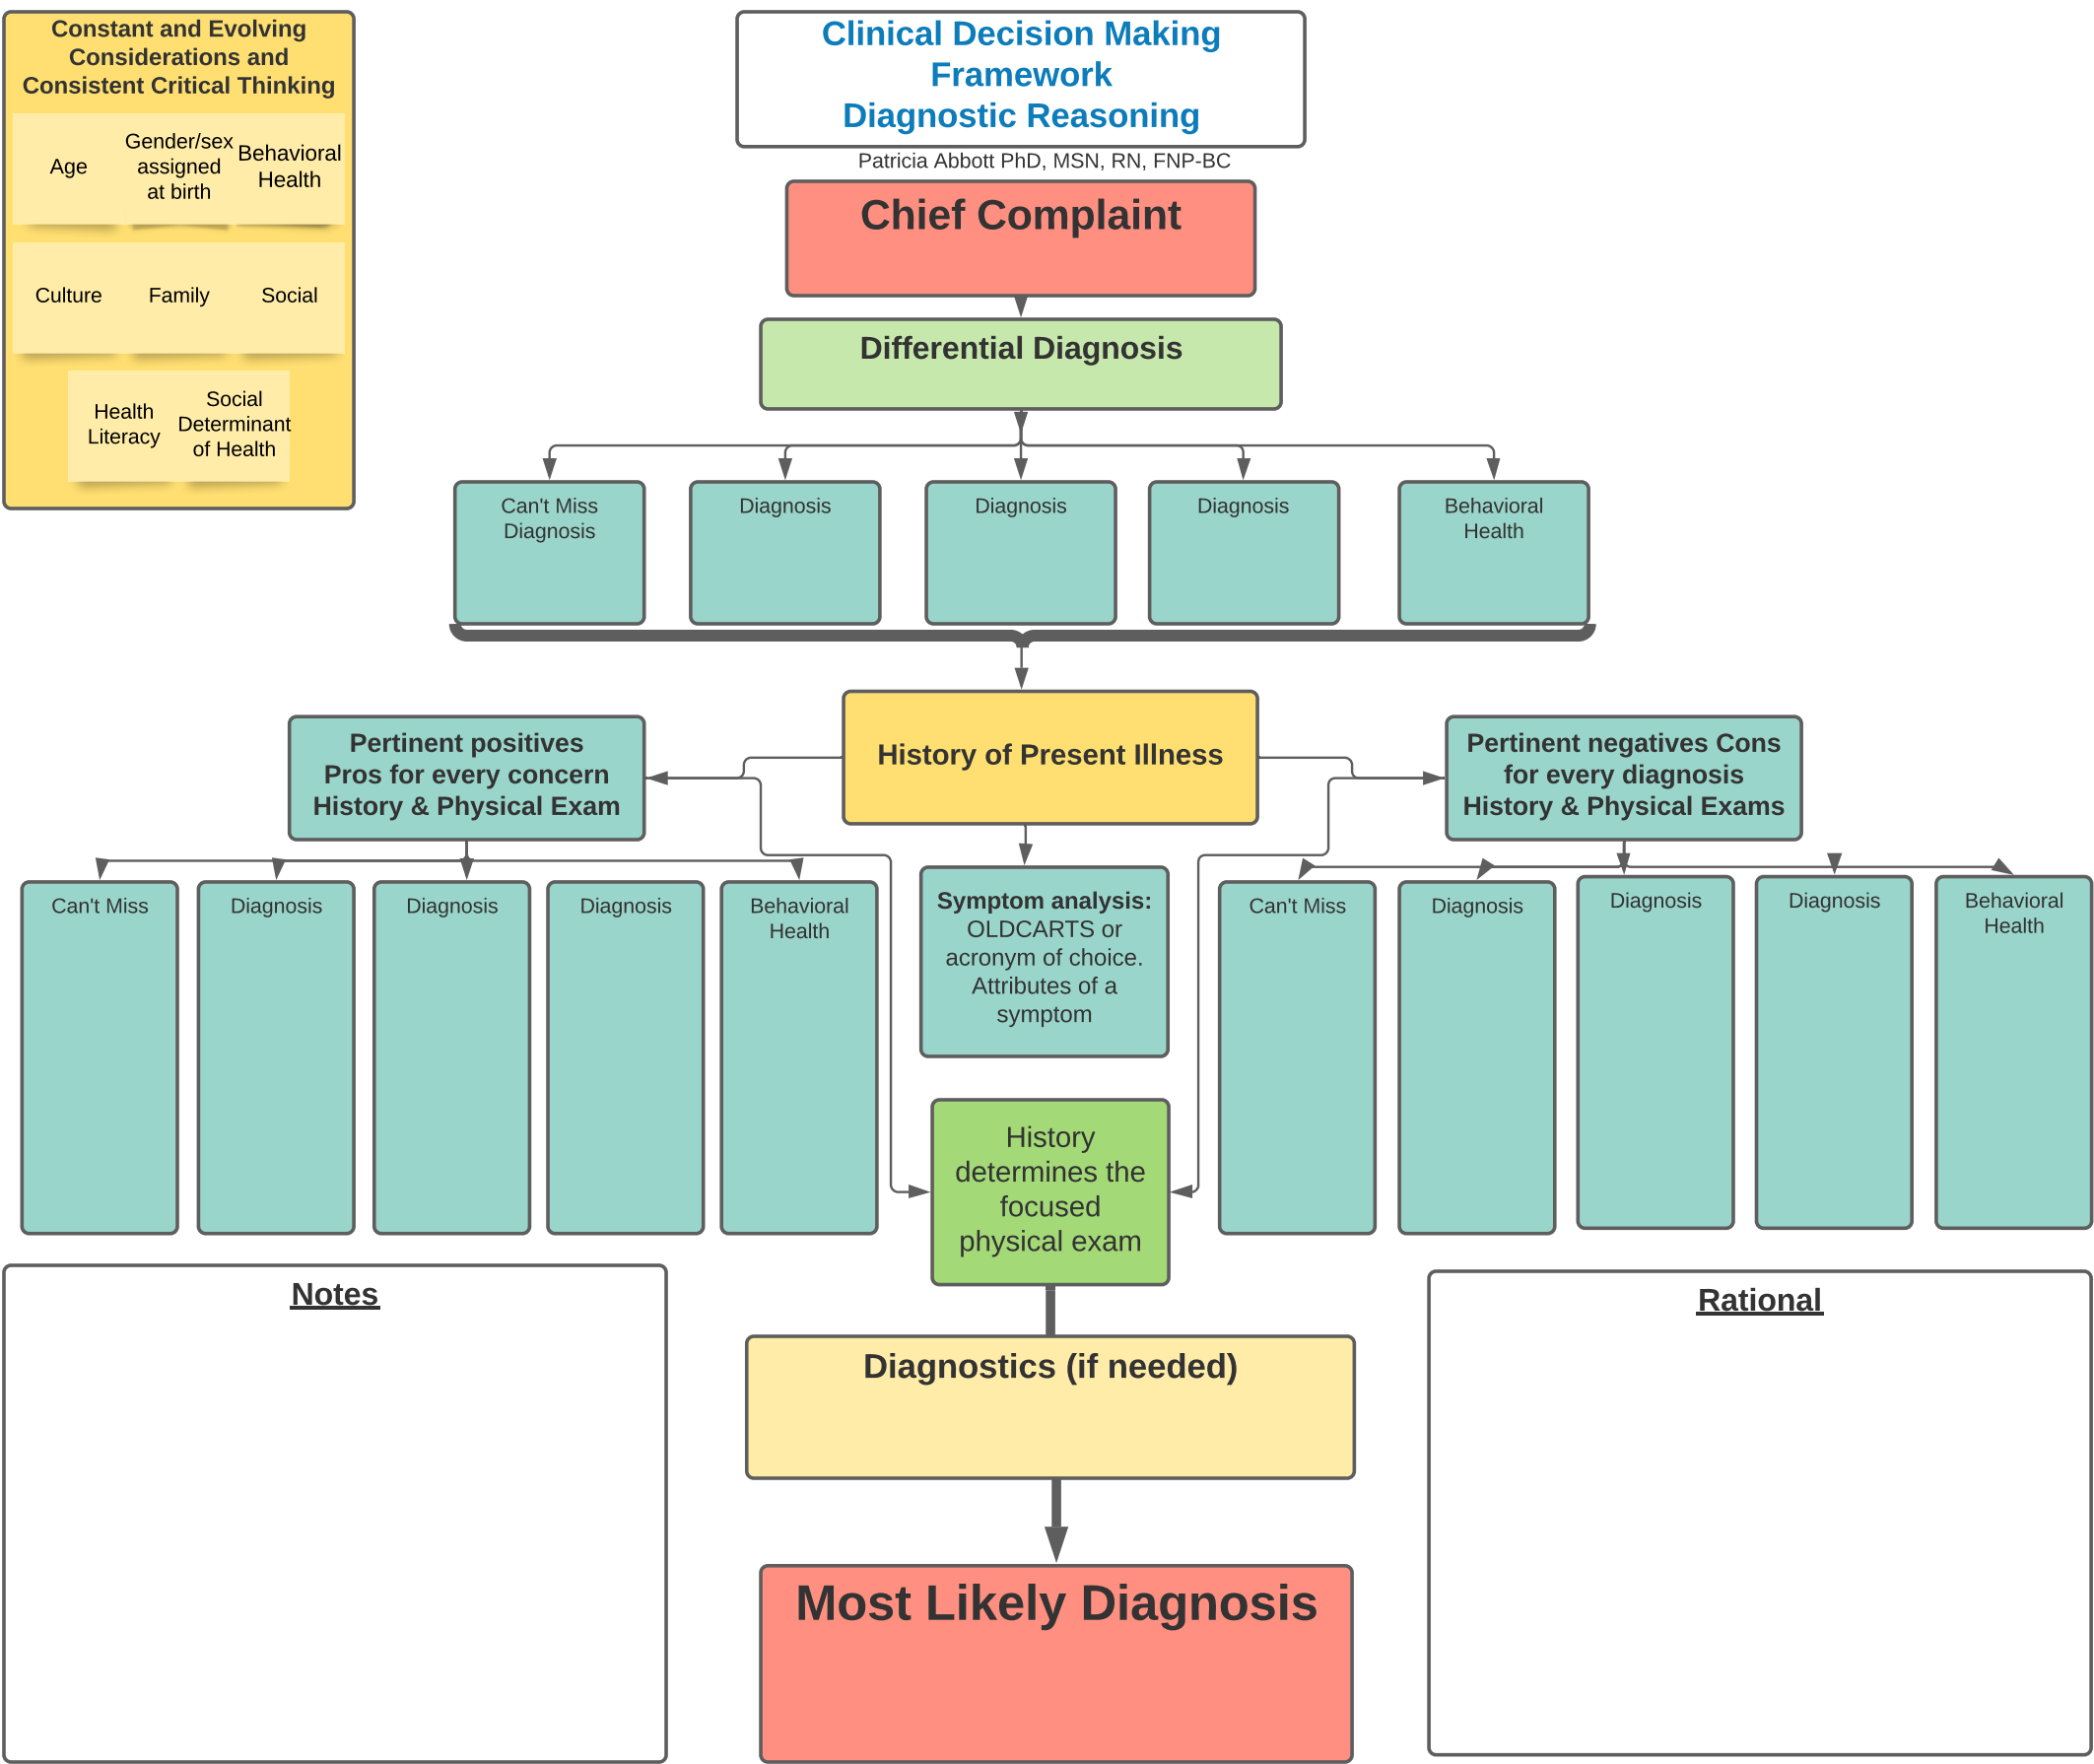 Constant and Evolving
Considerations and
Consistent Critical Thinking
Age
Gender/sex
assigned
at birth
Behavioral
Health
Culture
Family
Social
Health
Literacy
Social
Determinant
of Health
Clinical Decision Making
Framework
Diagnostic Reasoning
Patricia Abbott PhD, MSN, RN, FNP-BC
Chief Complaint
Differential Diagnosis
Can't Miss
Diagnosis
Diagnosis
Diagnosis
Diagnosis
Behavioral
Health
Pertinent positives
Pros for every concern
History & Physical Exam
History of Present Illness
Pertinent negatives Cons
for every diagnosis
History & Physical Exams
Can't Miss
Diagnosis
Diagnosis
Diagnosis
Behavioral
Health
Symptom analysis:
OLDCARTS or
acronym of choice.
Attributes of a
symptom
Can't Miss
Diagnosis
Diagnosis
Diagnosis
Behavioral
Health
History
determines the
focused
physical exam
Notes
Diagnostics (if needed)
Rational
Most Likely Diagnosis